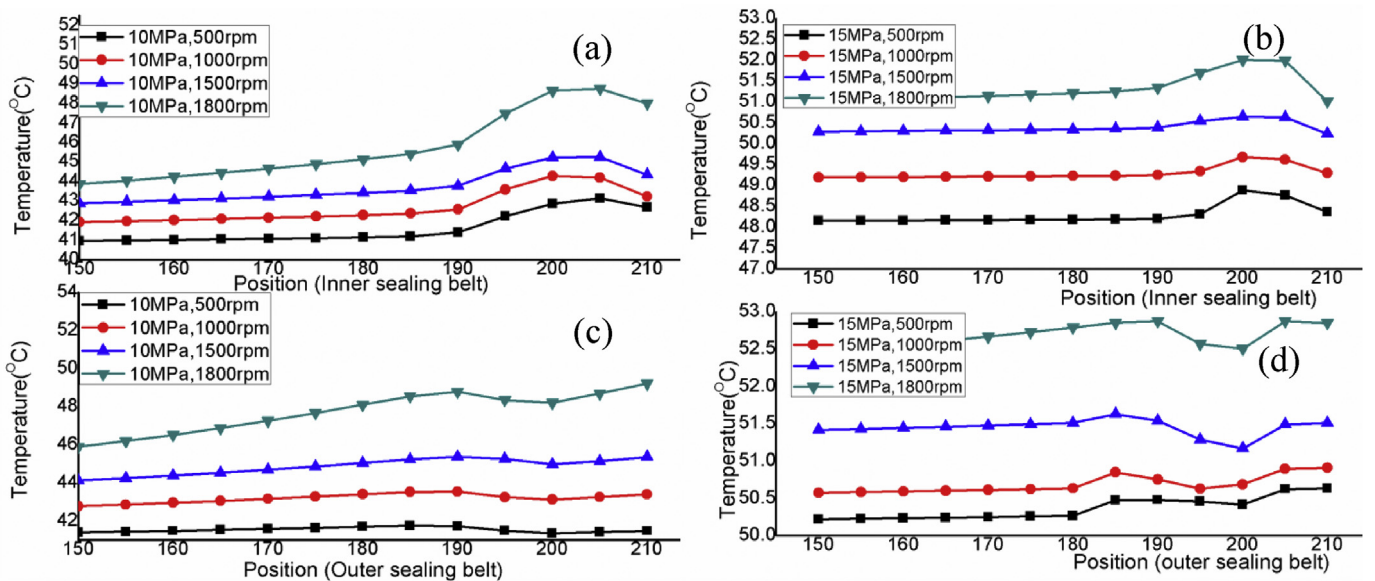 52
51
50
49
48
45
44
43
42
41
40
Temperature(°C)
10MPa,500rpm
10MPa,1000rpm
10MPa,1500rpm
10MPa,1800rpm
(a)
150 160 170 180 190 200 210
Position (Inner sealing belt)
53.0
52.5
52.0
51.5
51.0
50.5
50.0
49.5
49.0
48.5
48.0
47.5
47.0
Temperature(°C)
15MPa,500rpm
15MPa,1000rpm
15MPa,1500rpm
15MPa,1800rpm
(b)
150 160 170 180 190 200 210
Position (Inner sealing belt)
54
52
50
48
46
44
42
Temperature(°C)
10MPa,500rpm
10MPa,1000rpm
10MPa,1500rpm
10MPa,1800rpm
(c)
150 160 170 180 190 200 210
Position (Outer sealing belt)
53.0
52.5
52.0
51.5
51.0
50.5
50.0
Temperature(°C)
15MPa,500rpm
15MPa,1000rpm
15MPa,1500rpm
15MPa,1800rpm
(d)
150 160 170 180 190 200 210
Position (outer sealing belt)